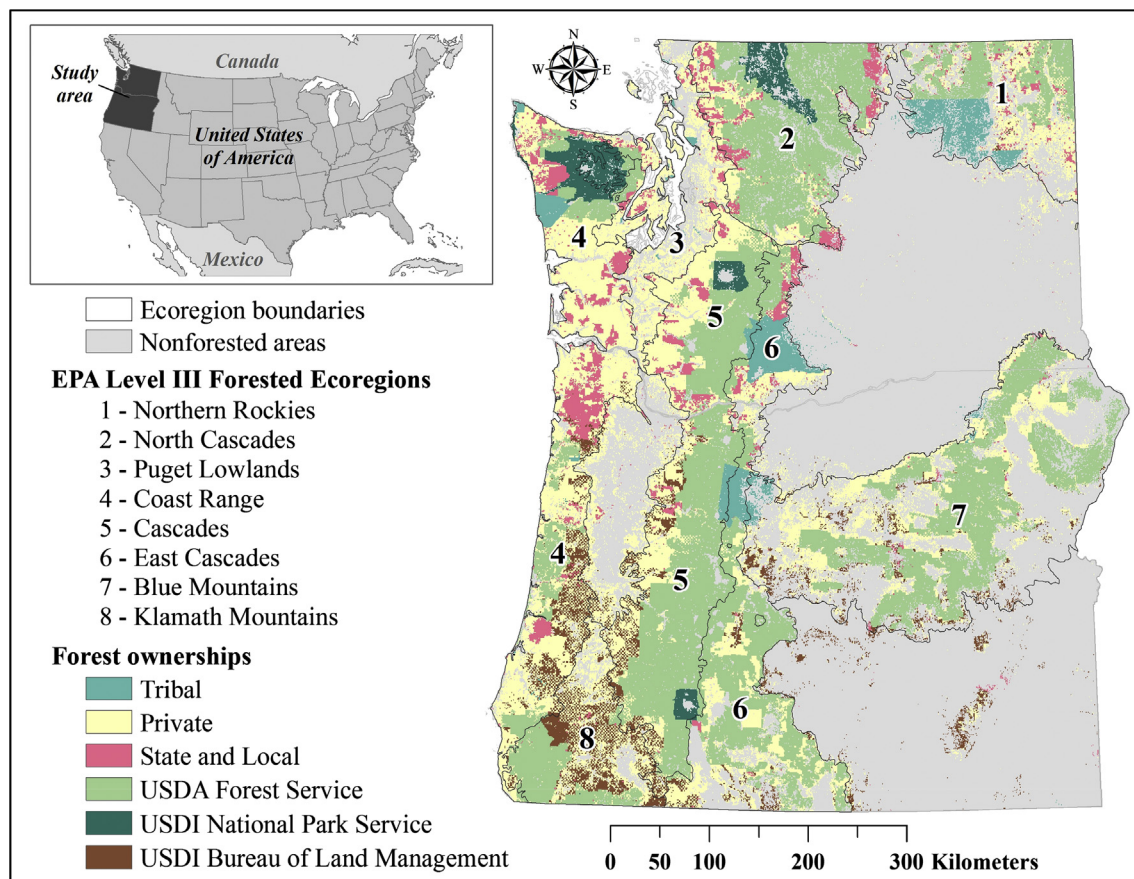 Canada
Study
area
United States
of America
Mexico
N
W E
S
Ecoregion boundaries
Nonforested areas
EPA Level III Forested Ecoregions
1 - Northern Rockies
2 - North Cascades
3 - Puget Lowlands
4 - Coast Range
5 - Cascades
6 - East Cascades
7 - Blue Mountains
8 - Klamath Mountains
Forest ownerships
Tribal
Private
State and Local
USDA Forest Service
USDI National Park Service
USDI Bureau of Land Management
1
2
4
3
5
6
7
4
5
6
8
0 50 100 200 300 Kilometers